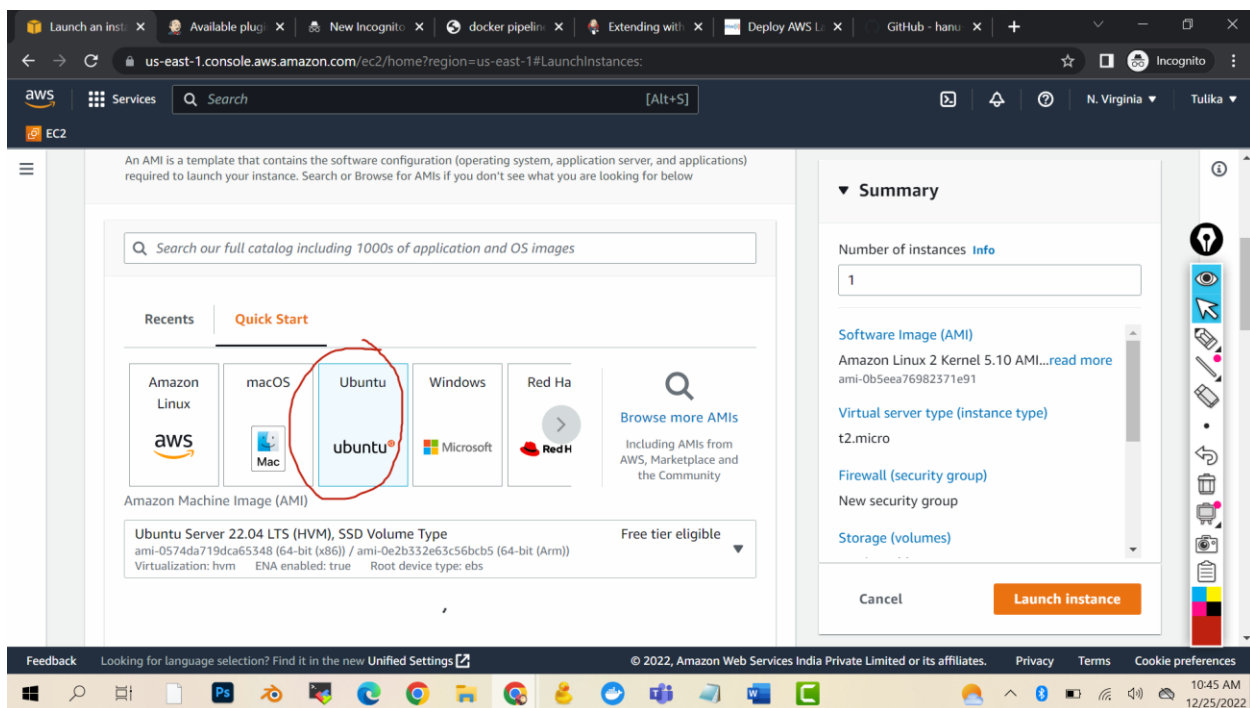 Launch an inst
Available plug
New Incognito
docker pipelin
Extending with
Deploy AWS La
GitHub - hanu
us-east-1.console.aws.amazon.com/ec2/home?region=us-east-1#LaunchInstances:
Incognito
aws
Services
Search
[Alt+S]
N. Virginia
Tulika
EC2
An AMI is a template that contains the software configuration (operating system, application server, and applications)
required to launch your instance. Search or Browse for AMIs if you don't see what you are looking for below
Search our full catalog including 1000s of application and OS images
Recents
Quick Start
Amazon
Linux
aws
macOS
Mac
Ubuntu
ubuntu®
Windows
Microsoft
Red Ha
Red H
Browse more AMIs
Including AMIs from
AWS, Marketplace and
the Community
Amazon Machine Image (AMI)
Ubuntu Server 22.04 LTS (HVM), SSD Volume Type
Free tier eligible
ami-0574da719dca65348 (64-bit (x86)) / ami-0e2b332e63c56bcb5 (64-bit (Arm))
Virtualization: hvm ENA enabled: true Root device type: ebs
Summary
Number of instances Info
1
Software Image (AMI)
Amazon Linux 2 Kernel 5.10 AMI...read more
ami-0b5eea76982371e91
Virtual server type (instance type)
t2.micro
Firewall (security group)
New security group
Storage (volumes)
Cancel
Launch instance
Feedback
Looking for language selection? Find it in the new Unified Settings
© 2022, Amazon Web Services India Private Limited or its affiliates.
Privacy
Terms
Cookie preferences
Ps
10:45 AM
12/25/2022